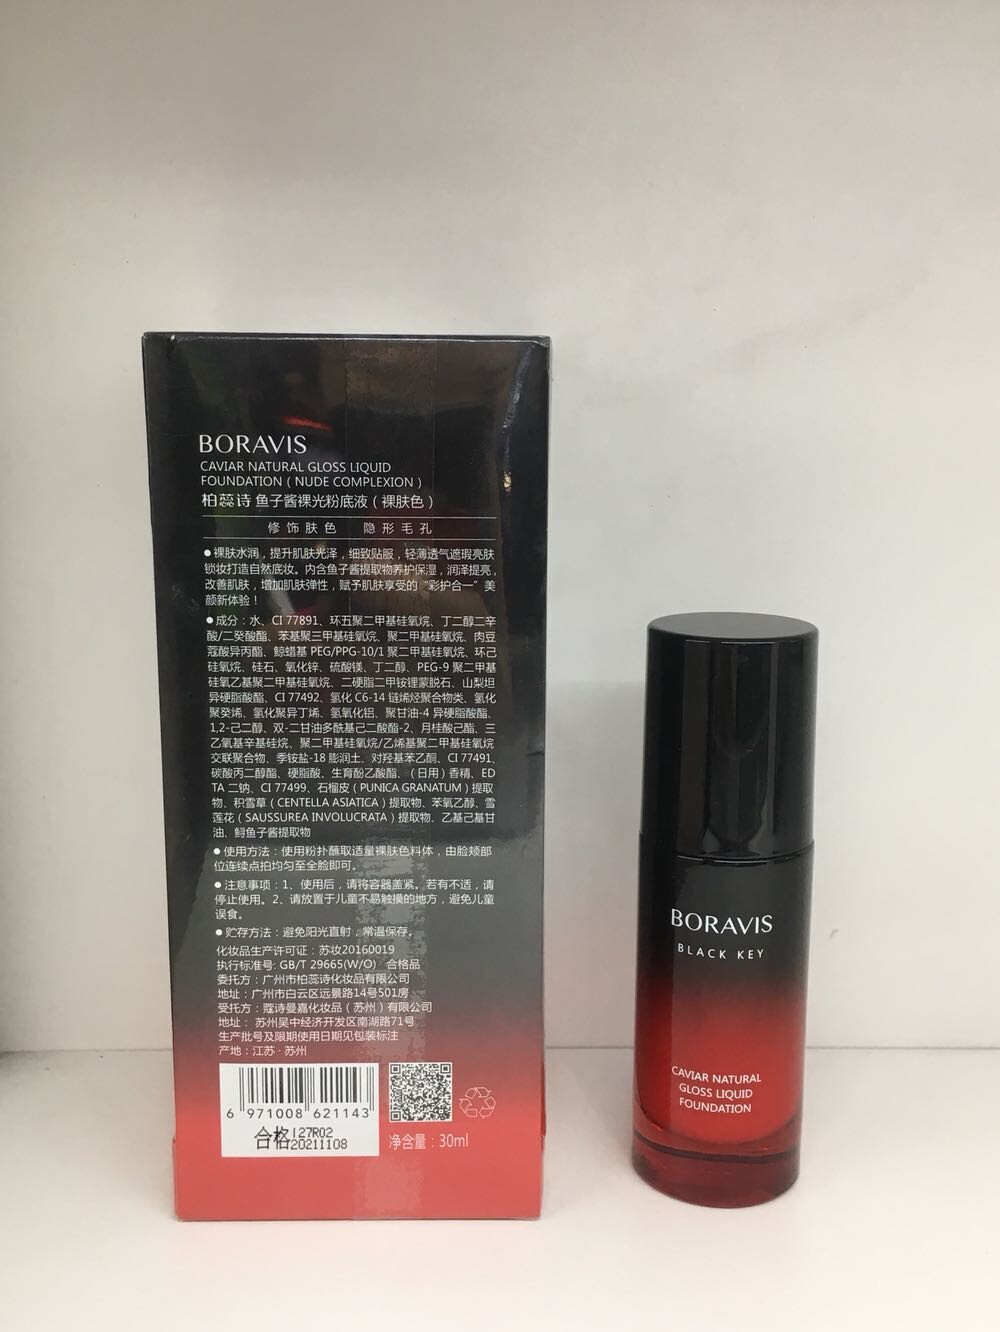 BORAVIS
CAVIAR NATURAL GLOSS LIQUID
FOUNDATION ( NUDE COMPLEXION )
柏蕊诗 鱼子酱裸光粉底液（裸肤色）
修饰肤色 隐形毛孔
●裸肤水润，提升肌肤光泽，细致贴服，轻薄透气遮瑕亮肤
锁妆打造自然底妆。内含鱼子酱提取物养护保湿，润泽提亮，
改善肌肤，增加肌肤弹性，赋予肌肤享受的“彩护合一”美
颜新体验！
●成分：水、CI 77891、环五聚二甲基硅氧烷、丁二醇二辛
酸/二癸酸酯、苯基聚三甲基硅氧烷、聚二甲基硅氧烷、肉豆
蔻酸异丙酯、鲸蜡基 PEG/PPG-10/1 聚二甲基硅氧烷、环己
硅氧烷、硅石、氧化锌、硫酸镁、丁二醇、PEG-9 聚二甲基
硅氧乙基聚二甲基硅氧烷、二硬脂二甲铵锂蒙脱石、山梨坦
异硬脂酸酯、CI 77492、氢化 C6-14 链烯烃聚合物类、氢化
聚癸烯、氢化聚异丁烯、氢氧化铝、聚甘油-4 异硬脂酸酯、
1,2-己二醇、双-二甘油多酰基己二酸酯-2、月桂酸己酯、三
乙氧基辛基硅烷、聚二甲基硅氧烷/乙烯基聚二甲基硅氧烷
交联聚合物、季铵盐-18 膨润土、对羟基苯乙酮、CI 77491、
碳酸丙二醇酯、硬脂酸、生育酚乙酸酯、（日用）香精、ED
TA 二钠、CI 77499、石榴皮（PUNICA GRANATUM）提取
物、积雪草（CENTELLA ASIATICA）提取物、苯氧乙醇、雪
莲花（SAUSSUREA INVOLUCRATA）提取物、乙基己基甘
油、鲟鱼子酱提取物
●使用方法：使用粉扑蘸取适量裸肤色料体，由脸颊部
位连续点拍均匀至全脸即可。
●注意事项：1、使用后，请将容器盖紧。若有不适，请
停止使用。2、请放置于儿童不易触摸的地方，避免儿童
误食。
●贮存方法：避免阳光直射，常温保存。
化妆品生产许可证：苏妆20160019
执行标准号: GB/T 29665(W/O) 合格品
委托方：广州市柏蕊诗化妆品有限公司
地址：广州市白云区远景路14号501房
受托方：蔻诗曼嘉化妆品（苏州）有限公司
地址：苏州吴中经济开发区南湖路71号
生产批号及限期使用日期见包装标注
产地：江苏·苏州
6 971008 621143
合格 127R02
20211108
净含量：30ml
BORAVIS
BLACK KEY
CAVIAR NATURAL
GLOSS LIQUID
FOUNDATION